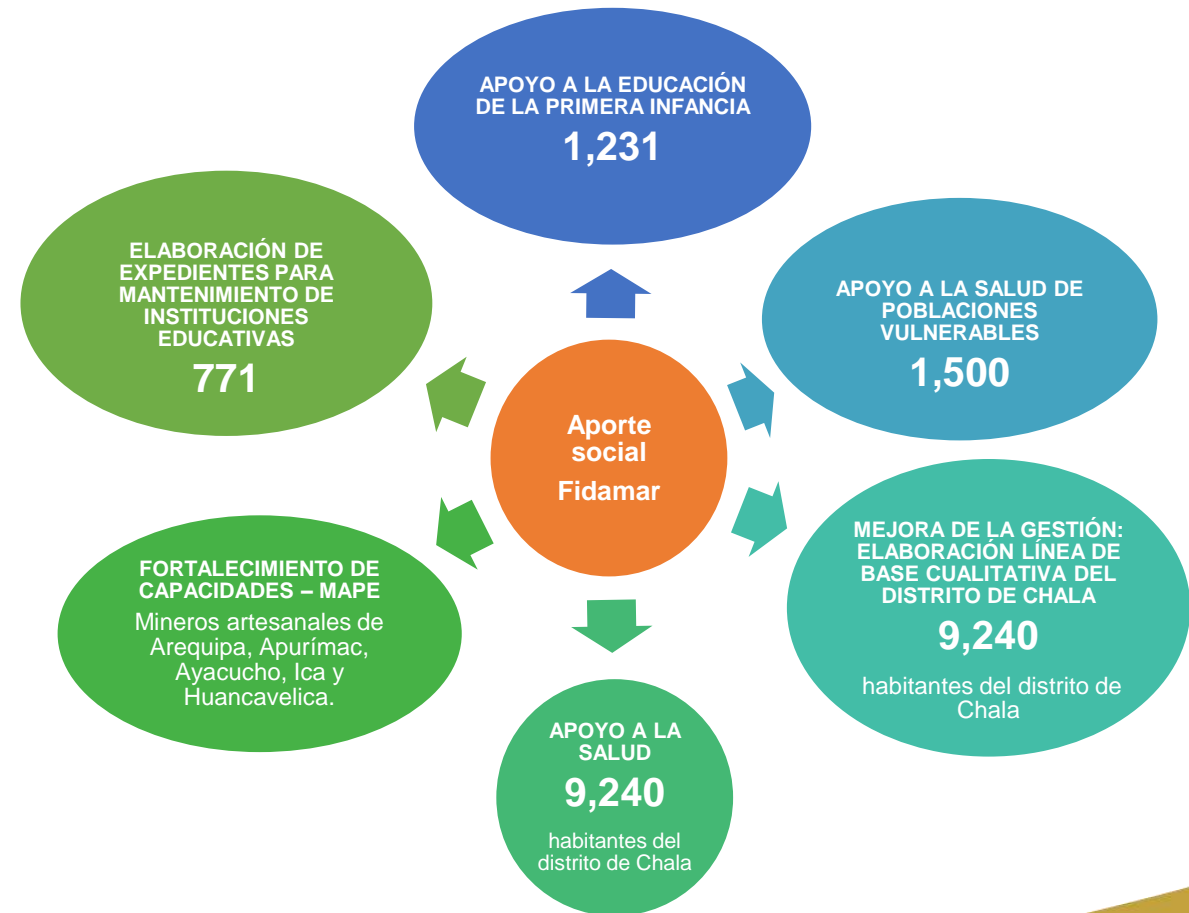 APOYO A LA EDUCACIÓN
DE LA PRIMERA INFANCIA
1,231
APOYO A LA SALUD DE
POBLACIONES
VULNERABLES
1,500
MEJORA DE LA GESTIÓN:
ELABORACIÓN LÍNEA DE
BASE CUALITATIVA DEL
DISTRITO DE CHALA
9,240
habitantes del distrito de
Chala
APOYO A LA
SALUD
9,240
habitantes del
distrito de Chala
FORTALECIMIENTO DE
CAPACIDADES – MAPE
Mineros artesanales de
Arequipa, Apurímac,
Ayacucho, Ica y
Huancavelica.
ELABORACIÓN DE
EXPEDIENTES PARA
MANTENIMIENTO DE
INSTITUCIONES
EDUCATIVAS
771
Aporte
social
Fidamar